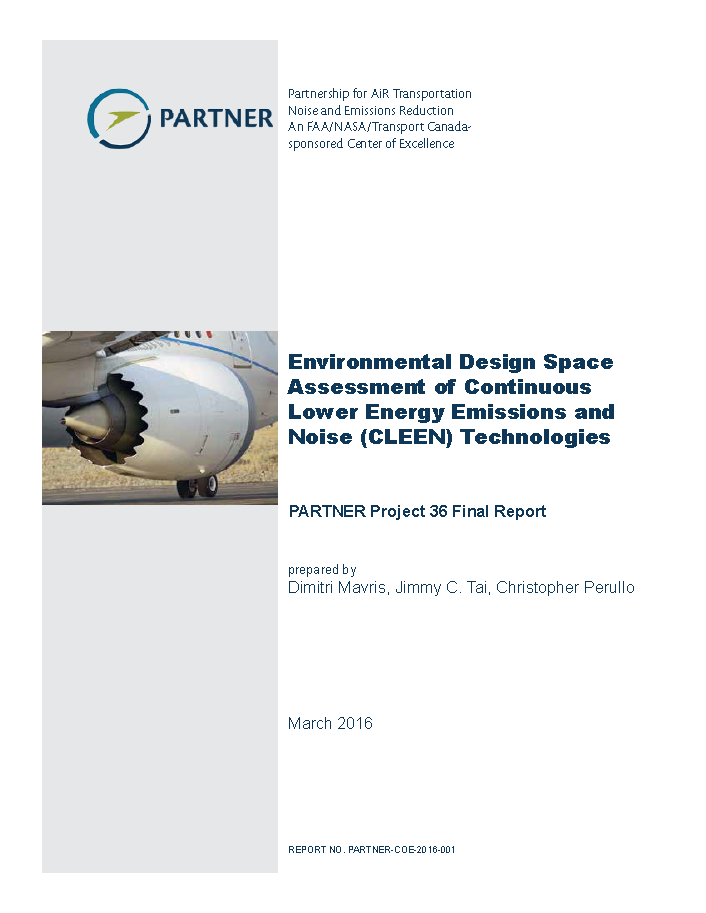 PARTNER
Partnership for AiR Transportation
Noise and Emissions Reduction
An FAA/NASA/Transport Canada-
sponsored Center of Excellence
Environmental Design Space
Assessment of Continuous
Lower Energy Emissions and
Noise (CLEEN) Technologies
PARTNER Project 36 Final Report
prepared by
Dimitri Mavris, Jimmy C. Tai, Christopher Perullo
March 2016
REPORT NO. PARTNER-COE-2016-001